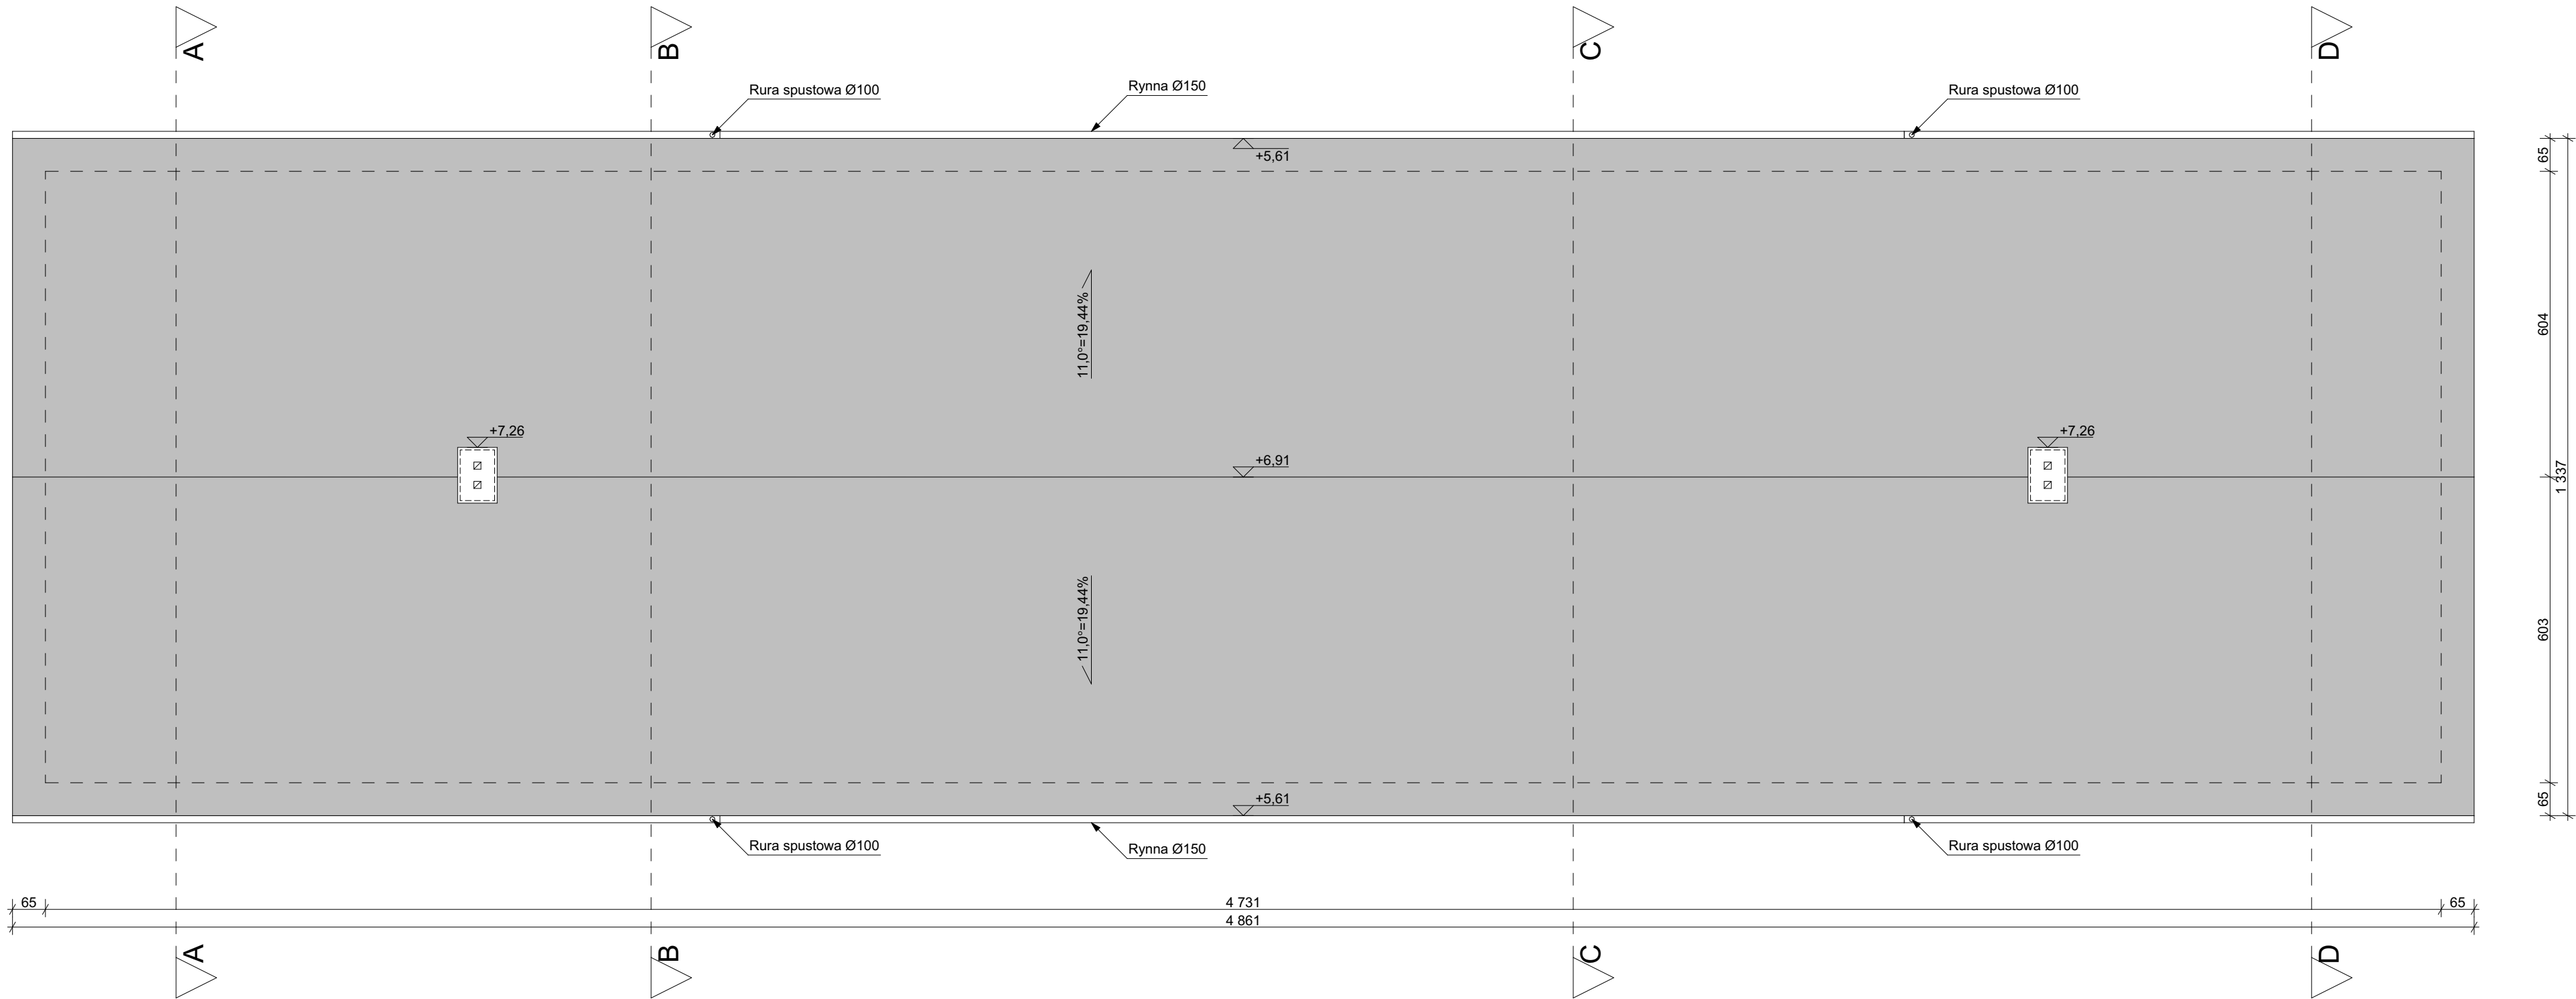 A
B
C
D
Rura spustowa Ø100
Rynna Ø150
Rura spustowa Ø100
+5,61
65
11,0°=19,44%
604
+7,26
+6,91
+7,26
1 337
11,0°=19,44%
603
+5,61
65
Rura spustowa Ø100
Rynna Ø150
Rura spustowa Ø100
65
4 731
65
4 861
A
B
C
D